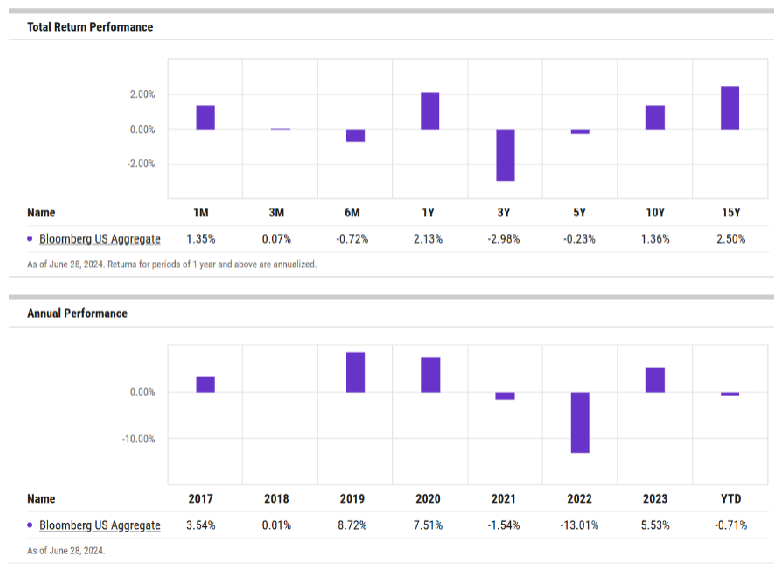 Total Return Performance
2.00%
0.00%
-2.00%
Name 1M 3M 6M 1Y 3Y 5Y 10Y 15Y
Bloomberg US Aggregate 1.35% 0.07% -0.72% 2.13% -2.98% -0.23% 1.36% 2.50%
As of June 28, 2024. Returns for periods of 1 year and above are annualized.
Annual Performance
0.00%
-10.00%
Name 2017 2018 2019 2020 2021 2022 2023 YTD
Bloomberg US Aggregate 3.54% 0.01% 8.72% 7.51% -1.54% -13.01% 5.53% -0.71%
As of June 28, 2024.